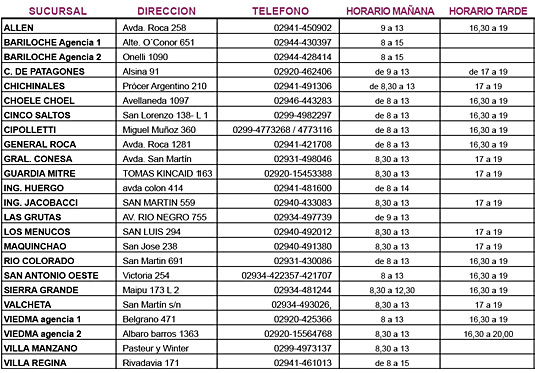 SUCURSAL DIRECCION TELEFONO HORARIO MAÑANA HORARIO TARDE
ALLEN Avda. Roca 258 02941-450902 9 a 13 16,30 a 19
BARILOCHE Agencia 1 Alte. O´Conor 651 02944-430397 8 a 15
BARILOCHE Agencia 2 Onelli 1090 02944-428414 8 a 15
C. DE PATAGONES Alsina 91 02920-462406 de 9 a 13 de 17 a 19
CHICHINALES Prócer Argentino 210 02941-491306 de 8,30 a 13 17 a 19
CHOELE CHOEL Avellaneda 1097 02946-443283 de 8 a 13 16,30 a 19
CINCO SALTOS San Lorenzo 138- L 1 0299-4982297 de 8 a 13 16,30 a 19
CIPOLLETTI Miguel Muñoz 360 0299-4773268 / 4773116 de 8 a 13 16,30 a 19
GENERAL ROCA Avda. Roca 1281 02941-421708 de 8 a 13 16,30 a 19
GRAL. CONESA Avda. San Martín 02931-498046 8,30 a 13 17 a 19
GUARDIA MITRE TOMAS KINCAID 1163 02920-15453388 8,30 a 13 17 a 19
ING. HUERGO avda colon 414 02941-481600 de 8 a 14
ING. JACOBACCI SAN MARTIN 559 02940-433083 8,30 a 13 17 a 19
LAS GRUTAS AV. RIO NEGRO 755 02934-497739 de 9 a 13
LOS MENUCOS SAN LUIS 294 02940-492012 8,30 a 13 17 a 19
MAQUINCHAO San Jose 238 02940-491380 8,30 a 13 17 a 19
RIO COLORADO San Martin 691 02931-430086 de 8 a 13 16,30 a 19
SAN ANTONIO OESTE Victoria 254 02934-422357-421707 8 a 13 16,30 a 19
SIERRA GRANDE Maipu 173 L 2 02934-481244 8,30 a 12,30 16,30 a 19
VALCHETA San Martín s/n 02934-493026, 8,30 a 13 17 a 19
VIEDMA agencia 1 Belgrano 471 02920-425366 8 a 13 16,30 a 19
VIEDMA agencia 2 Albaro barros 1363 02920-15564768 8,30 a 13 16,30 a 20,00
VILLA MANZANO Pasteur y Winter 0299-4973137 8,30 a 13
VILLA REGINA Rivadavia 171 02941-461013 de 8 a 15